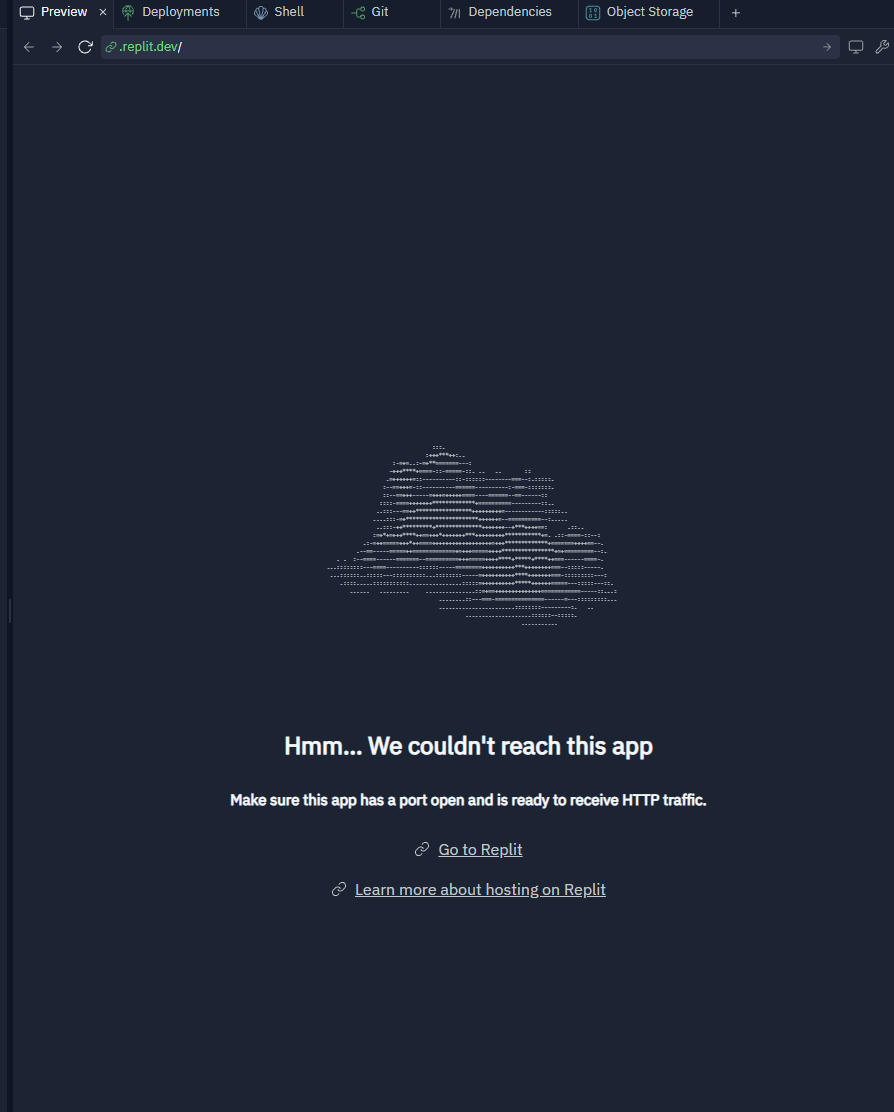 Preview × Deployments Shell Git Dependencies Object Storage +
.replit.dev/
Hmm... We couldn't reach this app
Make sure this app has a port open and is ready to receive HTTP traffic.
Go to Replit
Learn more about hosting on Replit